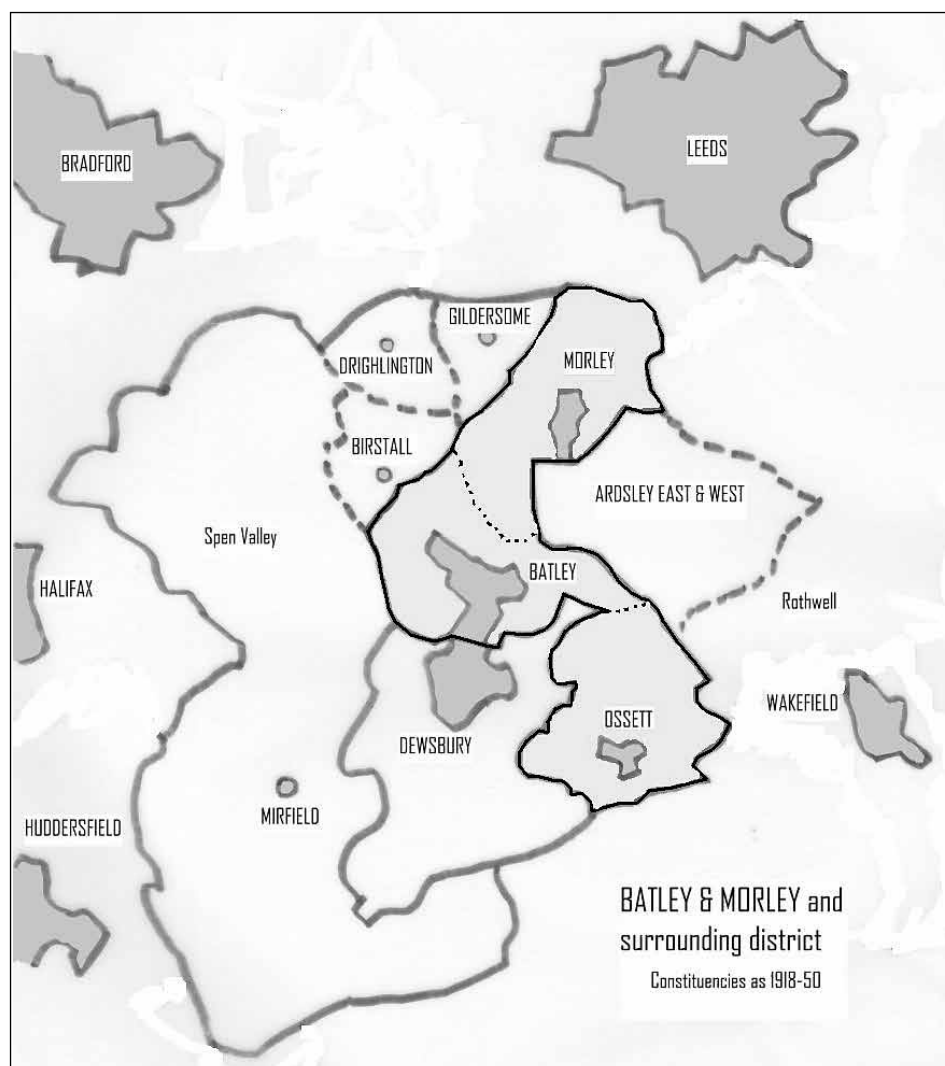 LEEDS
BRADFORD
GILDERSOME
DRIGHLINGTON
MORLEY
BIRSTALL
ARDSLEY EAST & WEST
Spen Valley
BATLEY
HALIFAX
Rothwell
WAKEFIELD
OSSETT
DEWSBURY
MIRFIELD
HUDDERSFIELD
BATLEY & MORLEY and
surrounding district
Constituencies as 1918-50